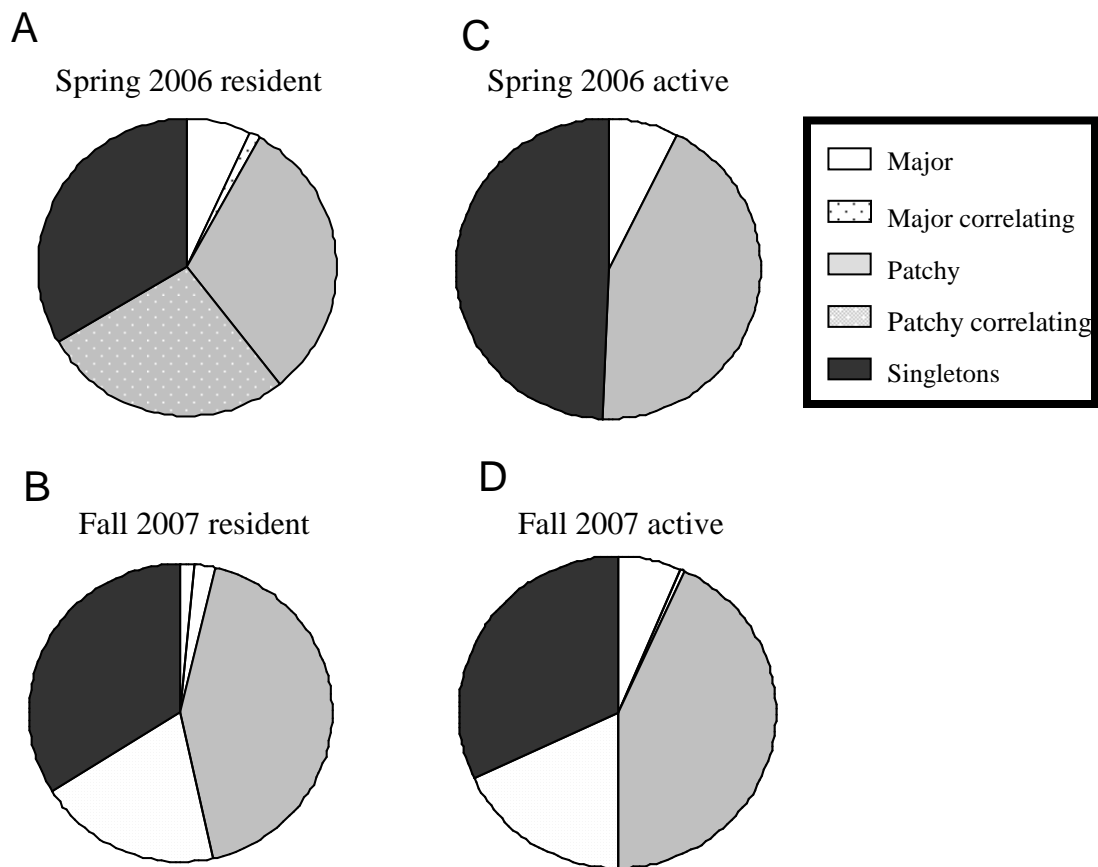 A
Spring 2006 resident
C
Spring 2006 active
Major
Major correlating
Patchy
Patchy correlating
Singletons
B
Fall 2007 resident
D
Fall 2007 active